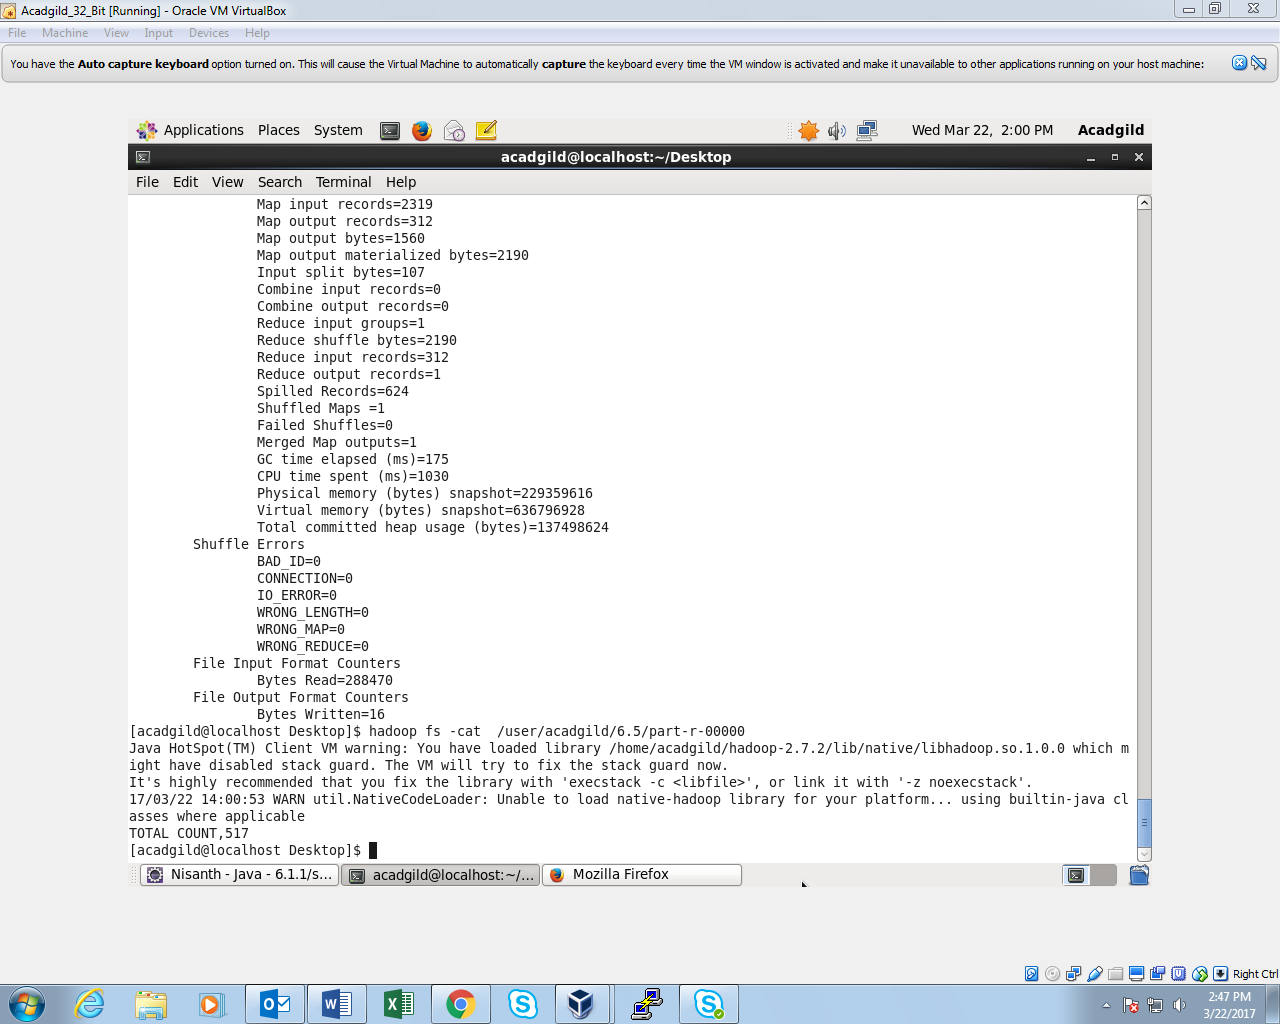 Acadgild_32_Bit [Running] - Oracle VM VirtualBox
File Machine View Input Devices Help
You have the Auto capture keyboard option turned on. This will cause the Virtual Machine to automatically capture the keyboard every time the VM window is activated and make it unavailable to other applications running on your host machine:
Applications Places System Wed Mar 22, 2:00 PM Acadgild
acadgild@localhost:~/Desktop
File Edit View Search Terminal Help
Map input records=2319
Map output records=312
Map output bytes=1560
Map output materialized bytes=2190
Input split bytes=107
Combine input records=0
Combine output records=0
Reduce input groups=1
Reduce shuffle bytes=2190
Reduce input records=312
Reduce output records=1
Spilled Records=624
Shuffled Maps =1
Failed Shuffles=0
Merged Map outputs=1
GC time elapsed (ms)=175
CPU time spent (ms)=1030
Physical memory (bytes) snapshot=229359616
Virtual memory (bytes) snapshot=636796928
Total committed heap usage (bytes)=137498624
Shuffle Errors
BAD_ID=0
CONNECTION=0
IO_ERROR=0
WRONG_LENGTH=0
WRONG_MAP=0
WRONG_REDUCE=0
File Input Format Counters
Bytes Read=288470
File Output Format Counters
Bytes Written=16
[acadgild@localhost Desktop]$ hadoop fs -cat  /user/acadgild/6.5/part-r-00000
Java HotSpot(TM) Client VM warning: You have loaded library /home/acadgild/hadoop-2.7.2/lib/native/libhadoop.so.1.0.0 which m
ight have disabled stack guard. The VM will try to fix the stack guard now.
It's highly recommended that you fix the library with 'execstack -c <libfile>', or link it with '-z noexecstack'.
17/03/22 14:00:53 WARN util.NativeCodeLoader: Unable to load native-hadoop library for your platform... using builtin-java cl
asses where applicable
TOTAL COUNT,517
[acadgild@localhost Desktop]$
Nisanth - Java - 6.1.1/s... acadgild@localhost:~/... Mozilla Firefox
Right Ctrl
2:47 PM
3/22/2017